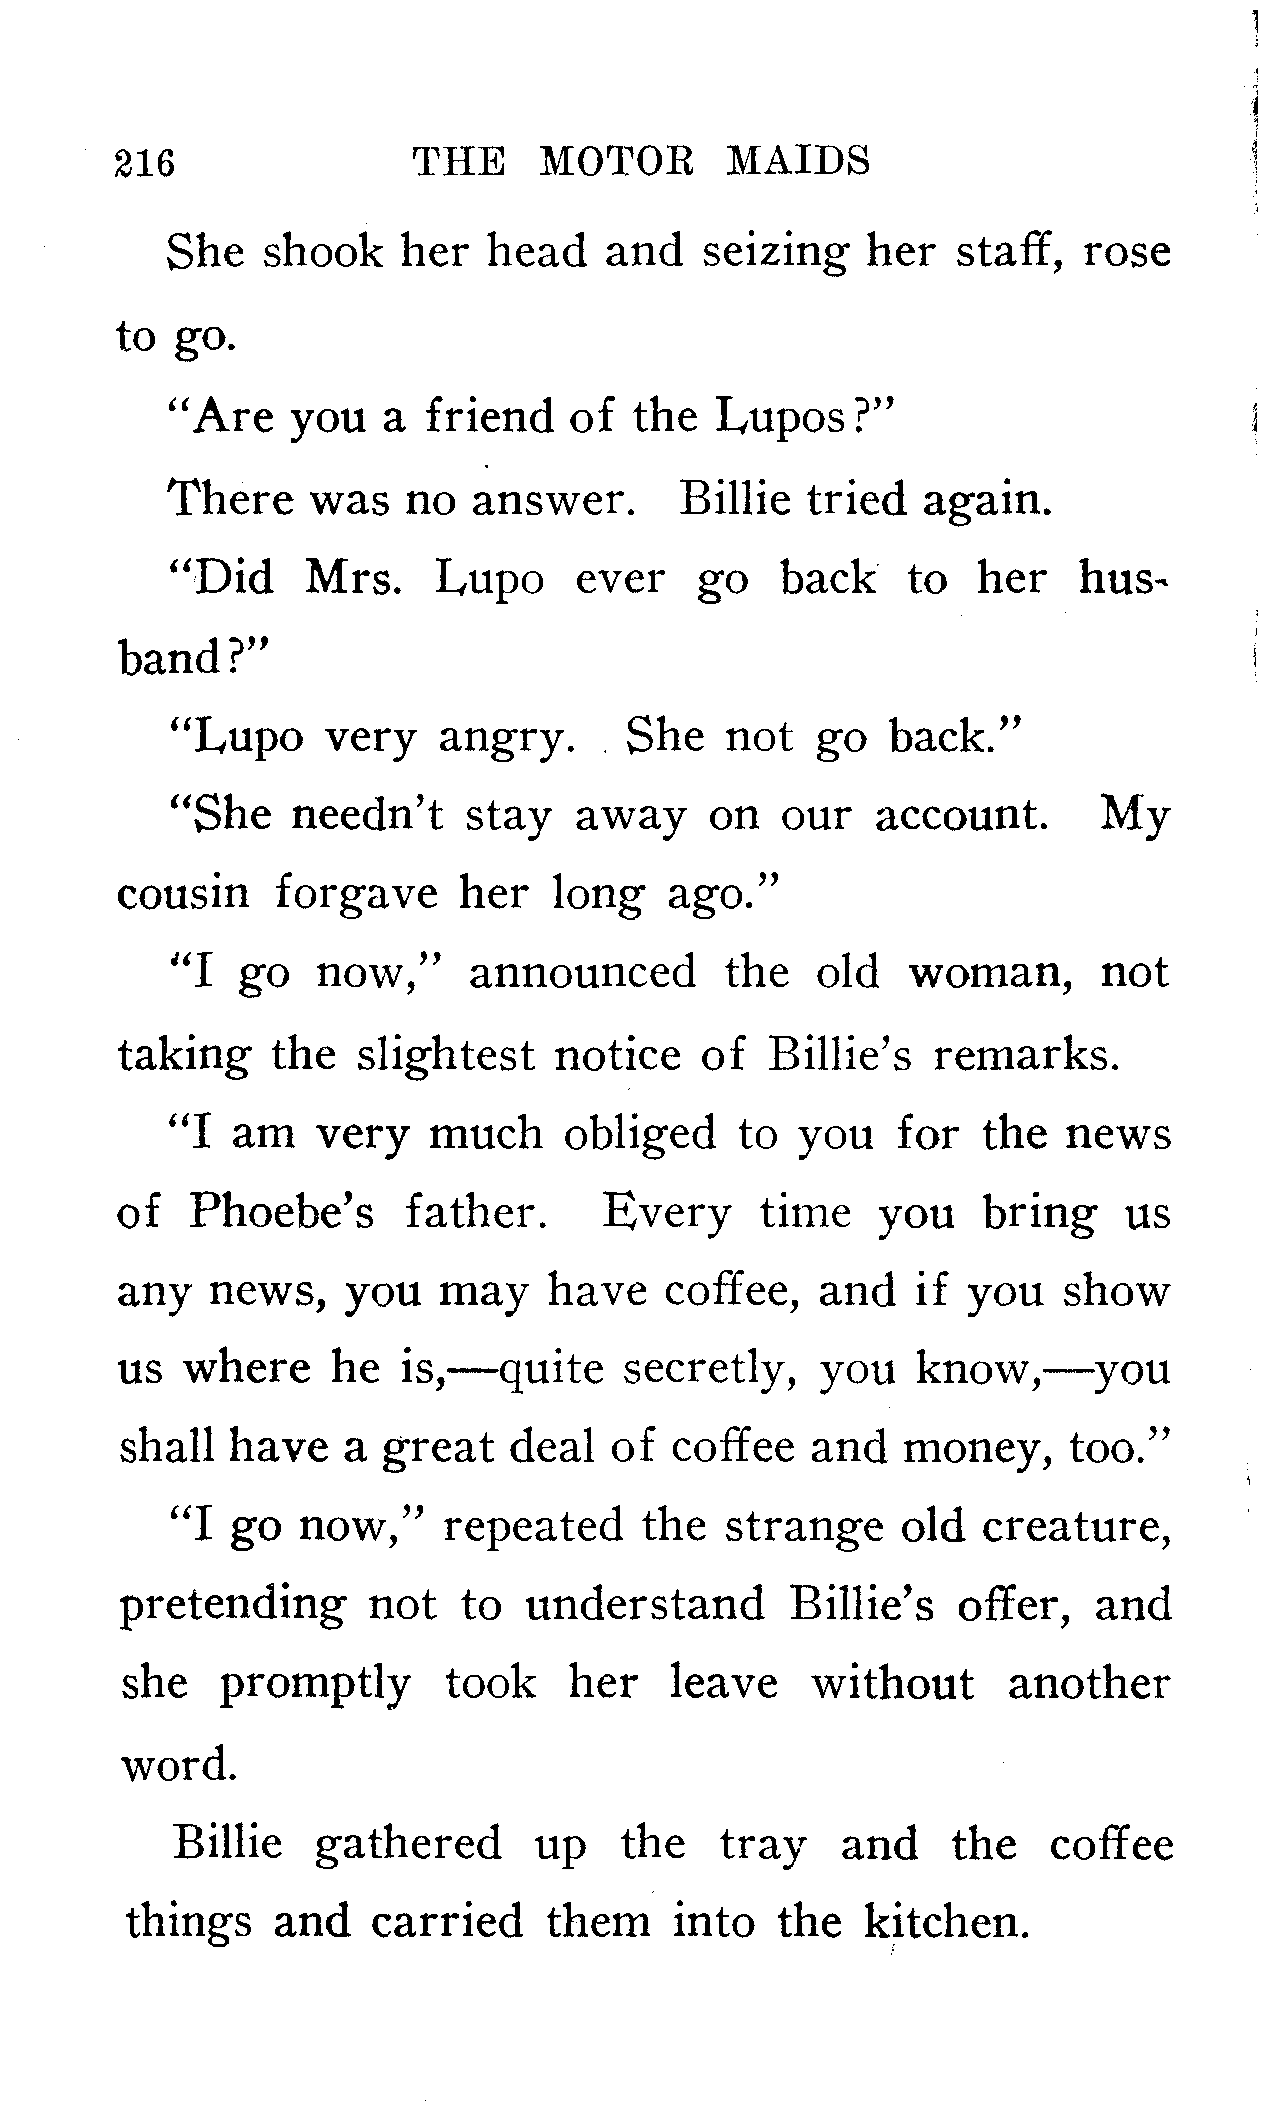 216 THE MOTOR MAIDS
She shook her head and seizing her staff, rose
to go.
"Are you a friend of the Lupos?"
There was no answer. Billie tried again.
"Did Mrs. Lupo ever go back to her hus-
band?"
"Lupo very angry. She not go back."
"She needn't stay away on our account. My
cousin forgave her long ago."
"I go now," announced the old woman, not
taking the slightest notice of Billie's remarks.
"I am very much obliged to you for the news
of Phoebe's father. Every time you bring us
any news, you may have coffee, and if you show
us where he is,—quite secretly, you know,—you
shall have a great deal of coffee and money, too."
"I go now," repeated the strange old creature,
pretending not to understand Billie's offer, and
she promptly took her leave without another
word.
Billie gathered up the tray and the coffee
things and carried them into the kitchen.